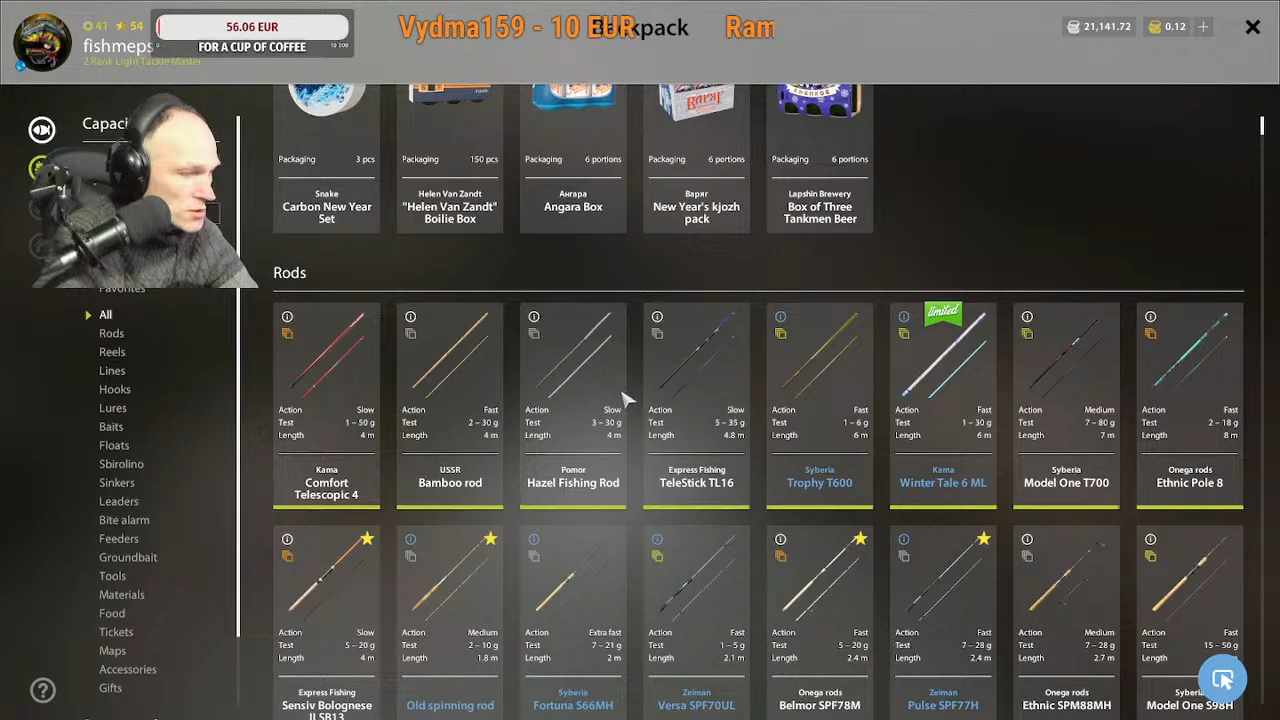 41 54
fishmeps
2 Rank Light Tackle Master
56.06 EUR
FOR A CUP OF COFFEE
Vydma159 - 10 EUR
Ram
21,141.72
0.12
Capaci
All
Rods
Reels
Lines
Hooks
Lures
Baits
Floats
Sbirolino
Sinkers
Leaders
Bite alarm
Feeders
Groundbait
Tools
Materials
Food
Tickets
Maps
Accessories
Gifts
Packaging 3 pcs
Snake
Carbon New Year
Set
Packaging 150 pcs
Helen Van Zandt
"Helen Van Zandt"
Boilie Box
Packaging 6 portions
Ангара
Angara Box
Packaging 6 portions
Варяг
New Year's kjozh
pack
Packaging 6 portions
Lapshin Brewery
Box of Three
Tankmen Beer
Rods
Action Slow
Test 1 – 50 g
Length 4 m
Kama
Comfort
Telescopic 4
Action Fast
Test 2 – 30 g
Length 4 m
USSR
Bamboo rod
Action Slow
Test 3 – 30 g
Length 4 m
Pomor
Hazel Fishing Rod
Action Slow
Test 5 – 35 g
Length 4.8 m
Express Fishing
TeleStick TL16
Action Fast
Test 1 – 6 g
Length 6 m
Syberia
Trophy T600
limited
Action Fast
Test 1 – 30 g
Length 6 m
Kama
Winter Tale 6 ML
Action Medium
Test 7 – 80 g
Length 7 m
Syberia
Model One T700
Action Fast
Test 2 – 18 g
Length 8 m
Onega rods
Ethnic Pole 8
Action Slow
Test 5 – 20 g
Length 4 m
Express Fishing
Sensiv Bolognese
II SB13
Action Medium
Test 2 – 10 g
Length 1.8 m
Old spinning rod
Action Extra fast
Test 7 – 21 g
Length 2 m
Syberia
Fortuna S66MH
Action Fast
Test 1 – 5 g
Length 2.1 m
Zeiman
Versa SPF70UL
Action Fast
Test 5 – 20 g
Length 2.4 m
Onega rods
Belmor SPF78M
Action Fast
Test 7 – 28 g
Length 2.4 m
Zeiman
Pulse SPF77H
Action Medium
Test 7 – 28 g
Length 2.7 m
Onega rods
Ethnic SPM88MH
Action Fast
Test 15 – 50 g
Length
Model One S98H